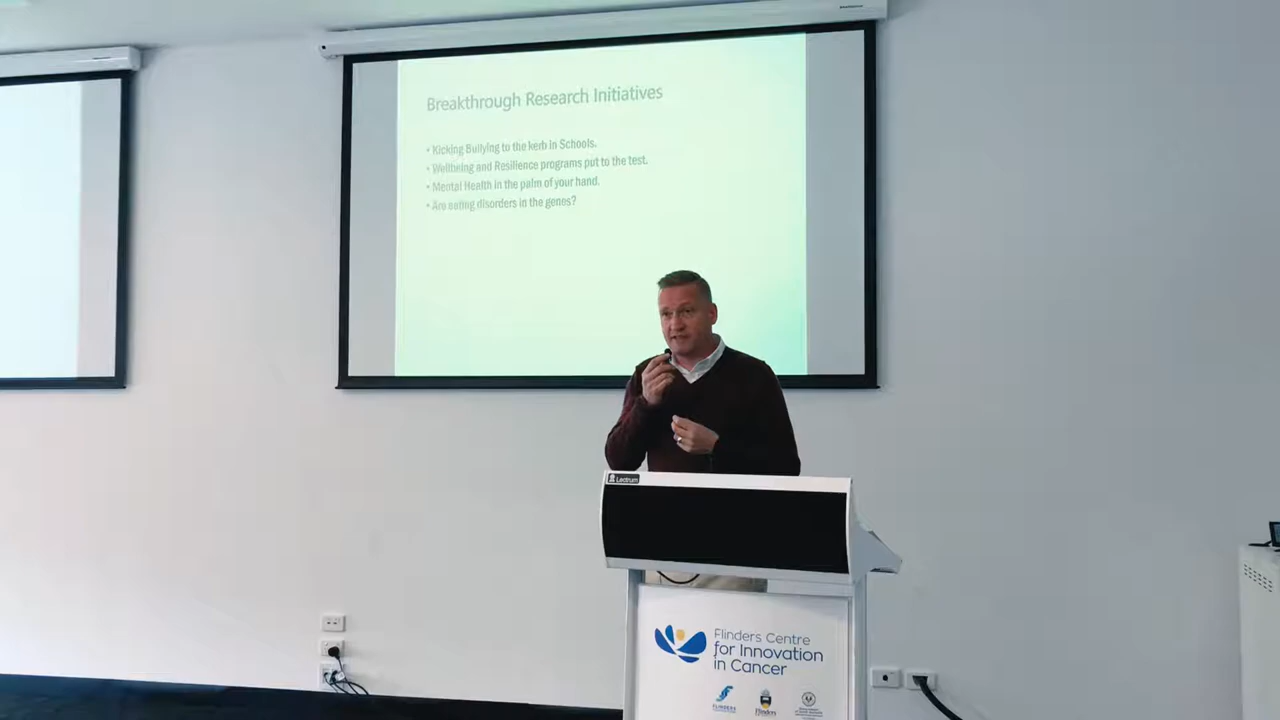 Breakthrough Research Initiatives
• Kicking Bullying to the kerb in Schools.
• Wellbeing and Resilience programs put to the test.
• Mental Health in the palm of your hand.
• Are eating disorders in the genes?
Lectrum
Flinders Centre
for Innovation
in Cancer
FLINDERS
Flinders